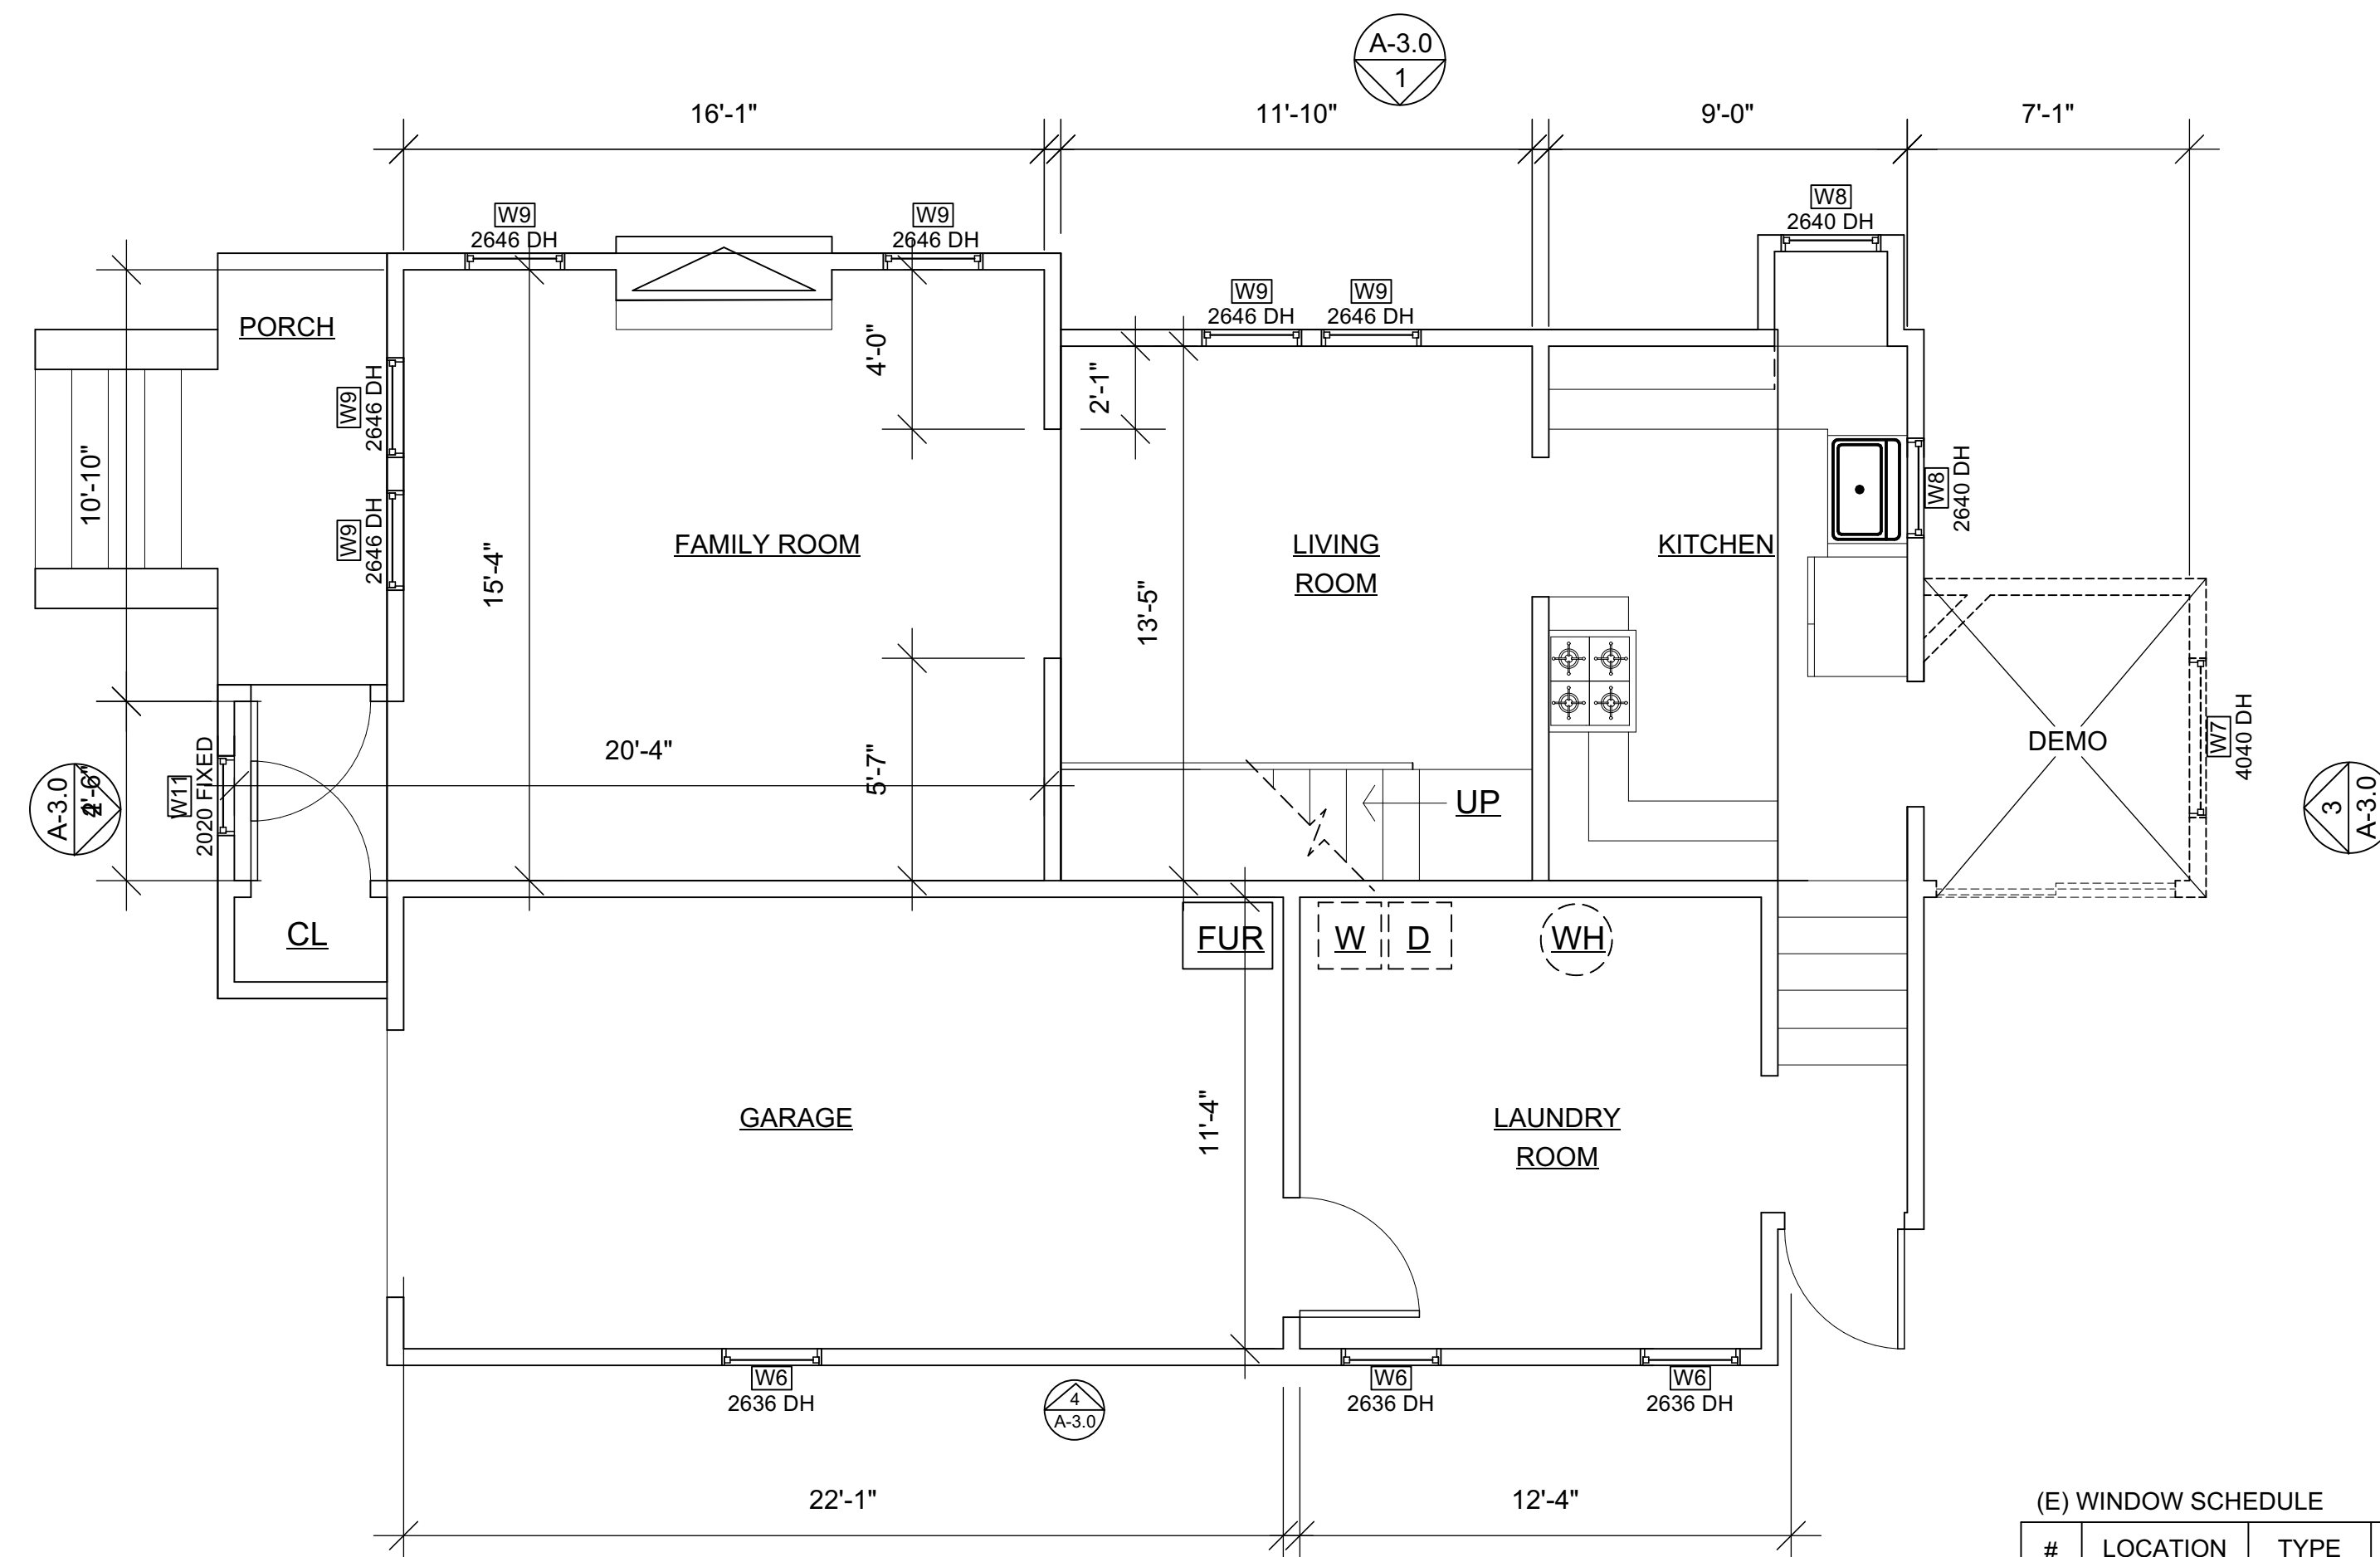 A-3.0
1
16'-1"
11'-10"
9'-0"
7'-1"
W9
2646 DH
W9
2646 DH
W8
2640 DH
W9
2646 DH
W9
2646 DH
PORCH
4'-0"
2'-1"
W9
2646 DH
10'-10"
W9
2646 DH
15'-4"
FAMILY ROOM
LIVING
ROOM
KITCHEN
W8
2640 DH
13'-5"
20'-4"
5'-7"
UP
DEMO
W7
4040 DH
A-3.0
W11
2020 FIXED
3
A-3.0
CL
FUR
W
D
WH
GARAGE
11'-4"
LAUNDRY
ROOM
W6
2636 DH
4
A-3.0
W6
2636 DH
W6
2636 DH
22'-1"
12'-4"
(E) WINDOW SCHEDULE
#
LOCATION
TYPE